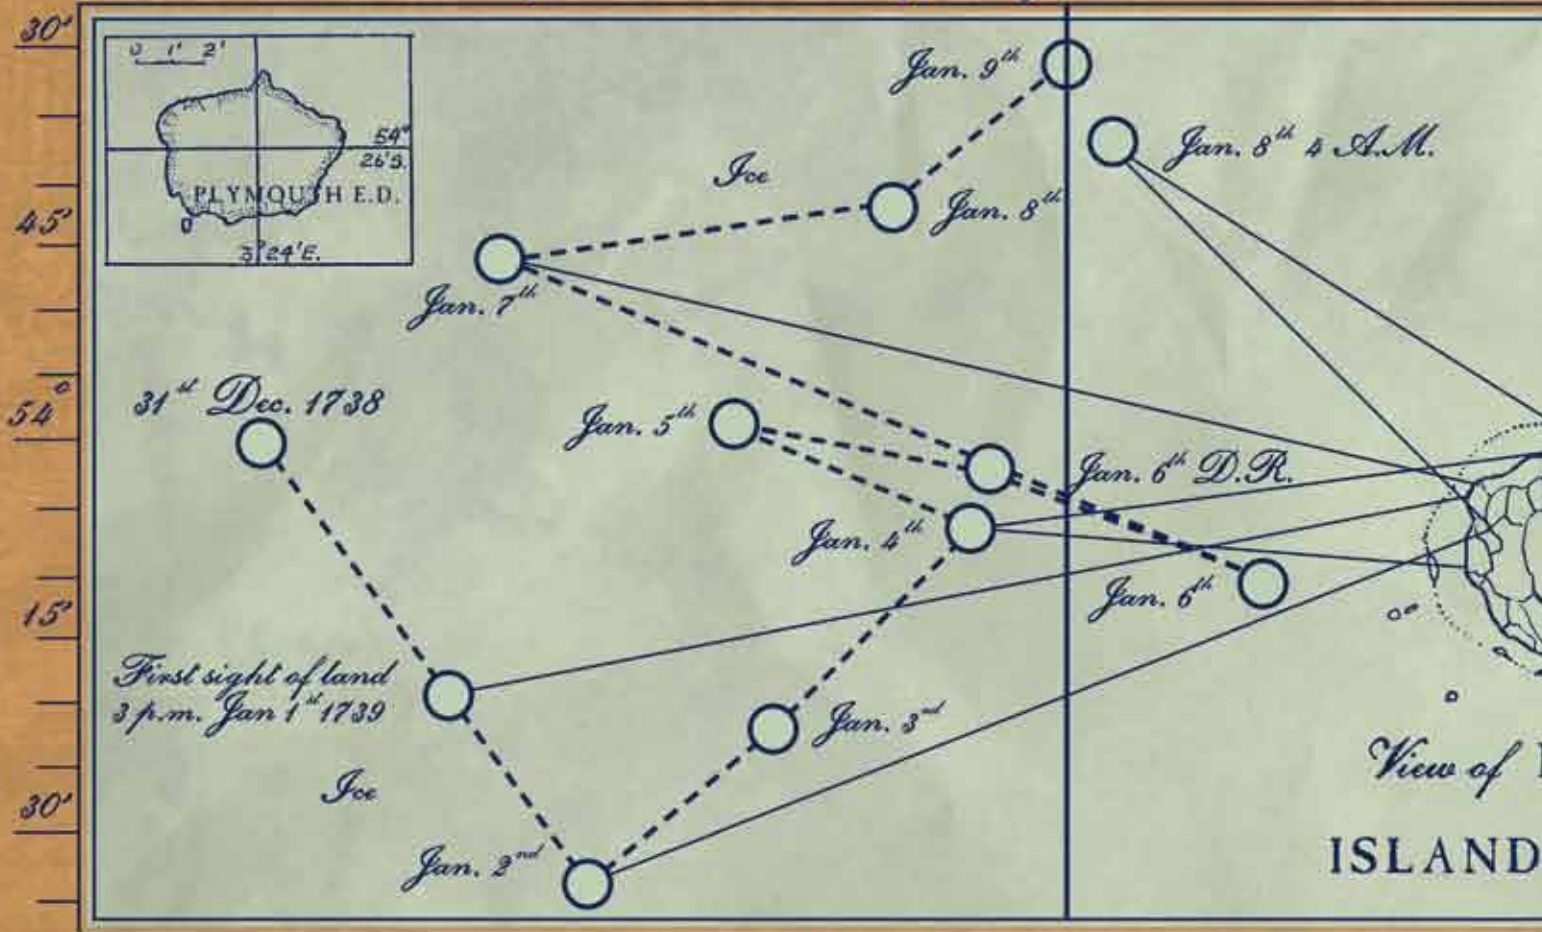 30'
0 1' 2'
54°
26'S.
PLYMOUTH E.D.
3° 24'E.
45'
54°
15'
30'
Jan. 9th
Jan. 8th 4 A.M.
Ice
Jan. 8th
Jan. 7th
31st Dec. 1738
Jan. 5th
Jan. 6th D.R.
Jan. 4th
Jan. 6th
First sight of land
3 p.m. Jan 1st 1739
Jan. 3rd
Ice
Jan. 2nd
View of
ISLAND